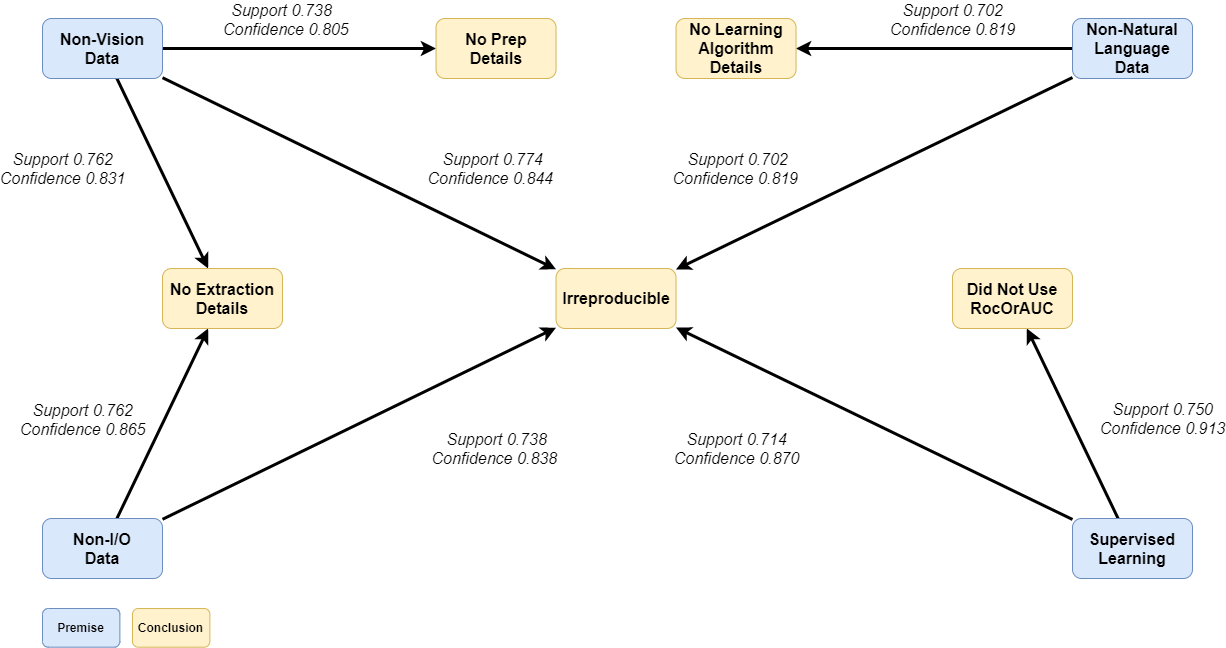 Non-Vision
Data
Support 0.738
Confidence 0.805
No Prep
Details
No Learning
Algorithm
Details
Support 0.702
Confidence 0.819
Non-Natural
Language
Data
Support 0.762
Confidence 0.831
Support 0.774
Confidence 0.844
Support 0.702
Confidence 0.819
No Extraction
Details
Irreproducible
Did Not Use
RocOrAUC
Support 0.762
Confidence 0.865
Support 0.738
Confidence 0.838
Support 0.714
Confidence 0.870
Support 0.750
Confidence 0.913
Non-I/O
Data
Supervised
Learning
Premise
Conclusion